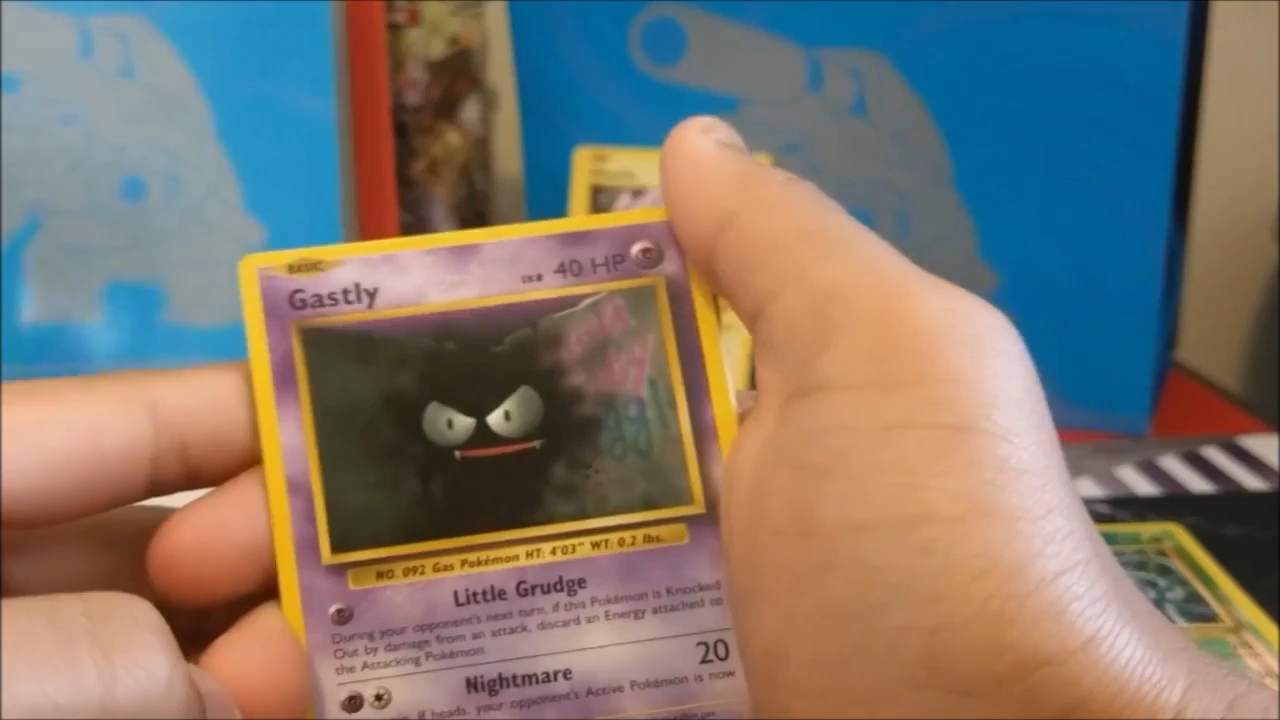 BASIC
Gastly
LV.8 40 HP
NO. 092 Gas Pokémon HT: 4'03" WT: 0.2 lbs.
Little Grudge
During your opponent's next turn, if this Pokémon is Knocked
Out by damage from an attack, discard an Energy attached to
the Attacking Pokémon.
Nightmare 20
If heads, your opponent's Active Pokémon is now